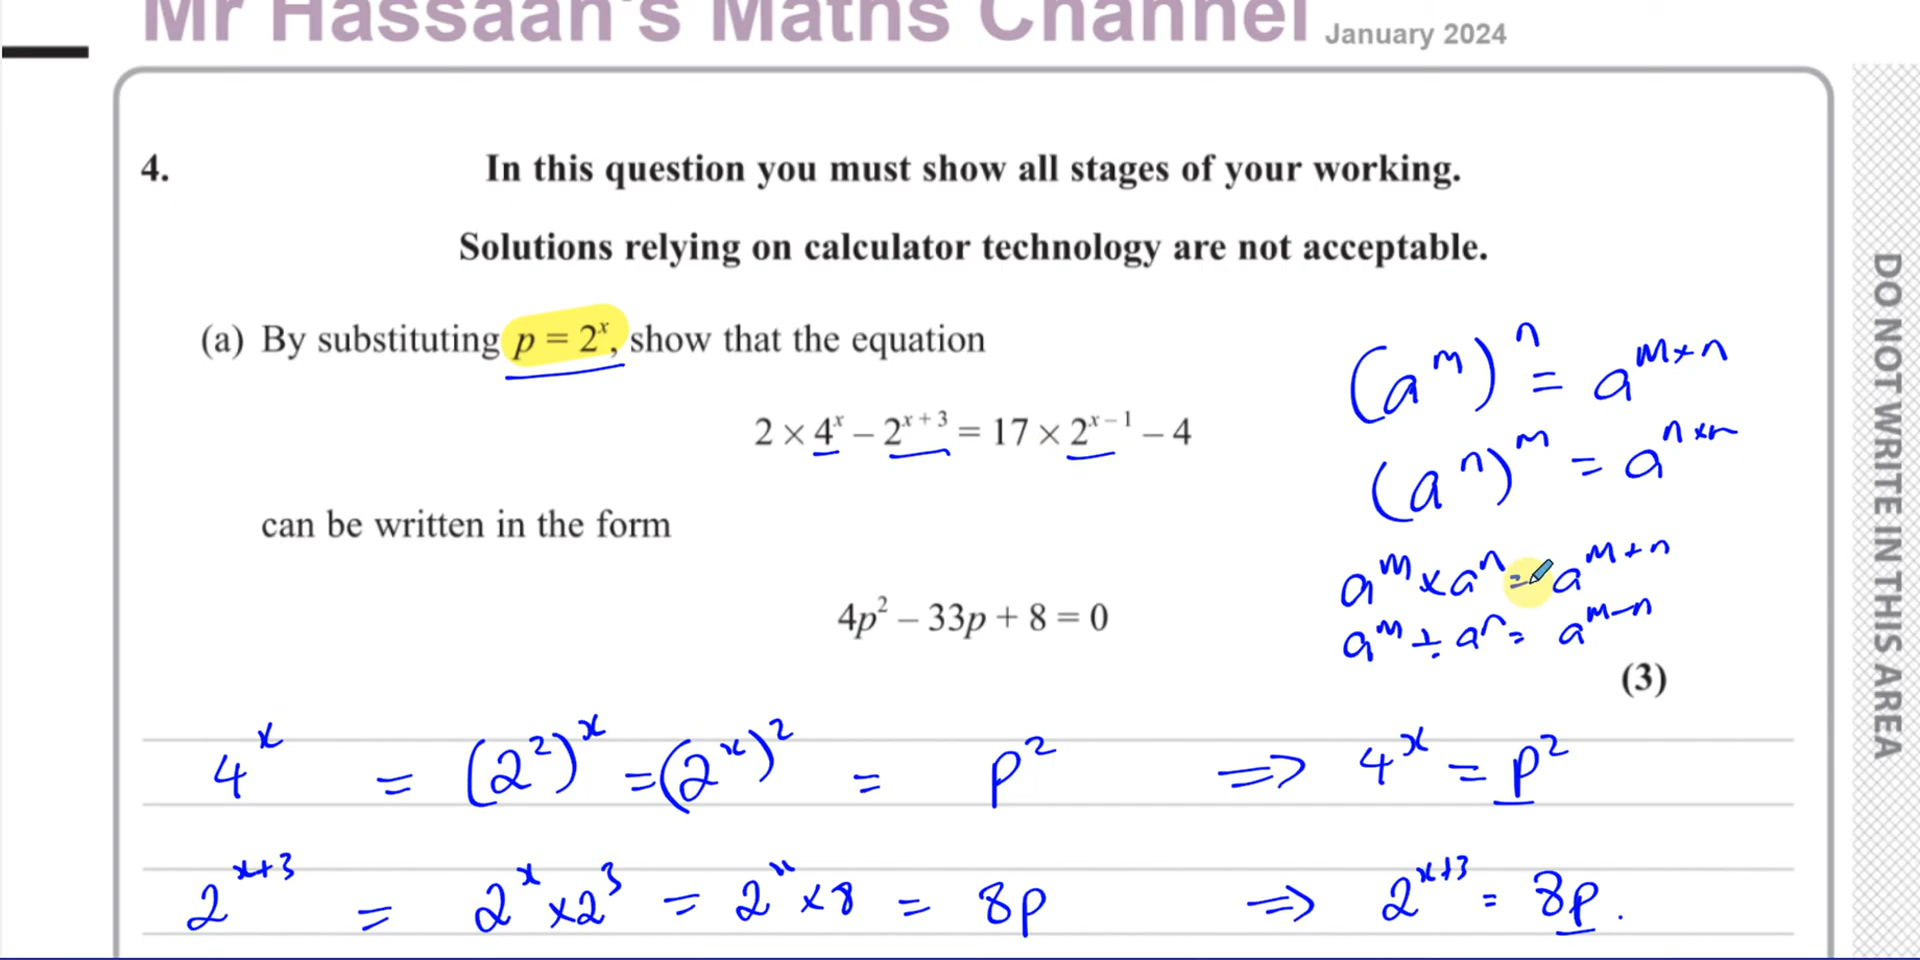 Mr Hassaan's Maths Channel January 2024
4. In this question you must show all stages of your working.
Solutions relying on calculator technology are not acceptable.
(a) By substituting p = 2^x, show that the equation
2 × 4^x − 2^(x + 3) = 17 × 2^(x − 1) − 4
can be written in the form
4p² − 33p + 8 = 0
(3)
(a^m)^n = a^(m×n)
(a^n)^m = a^(n×m)
a^m × a^n = a^(m+n)
a^m ÷ a^n = a^(m−n)
4^x = (2²)^x = (2^x)² = p² ⇒ 4^x = p²
2^(x+3) = 2^x × 2³ = 2^x × 8 = 8p ⇒ 2^(x+3) = 8p.
DO NOT WRITE IN THIS AREA